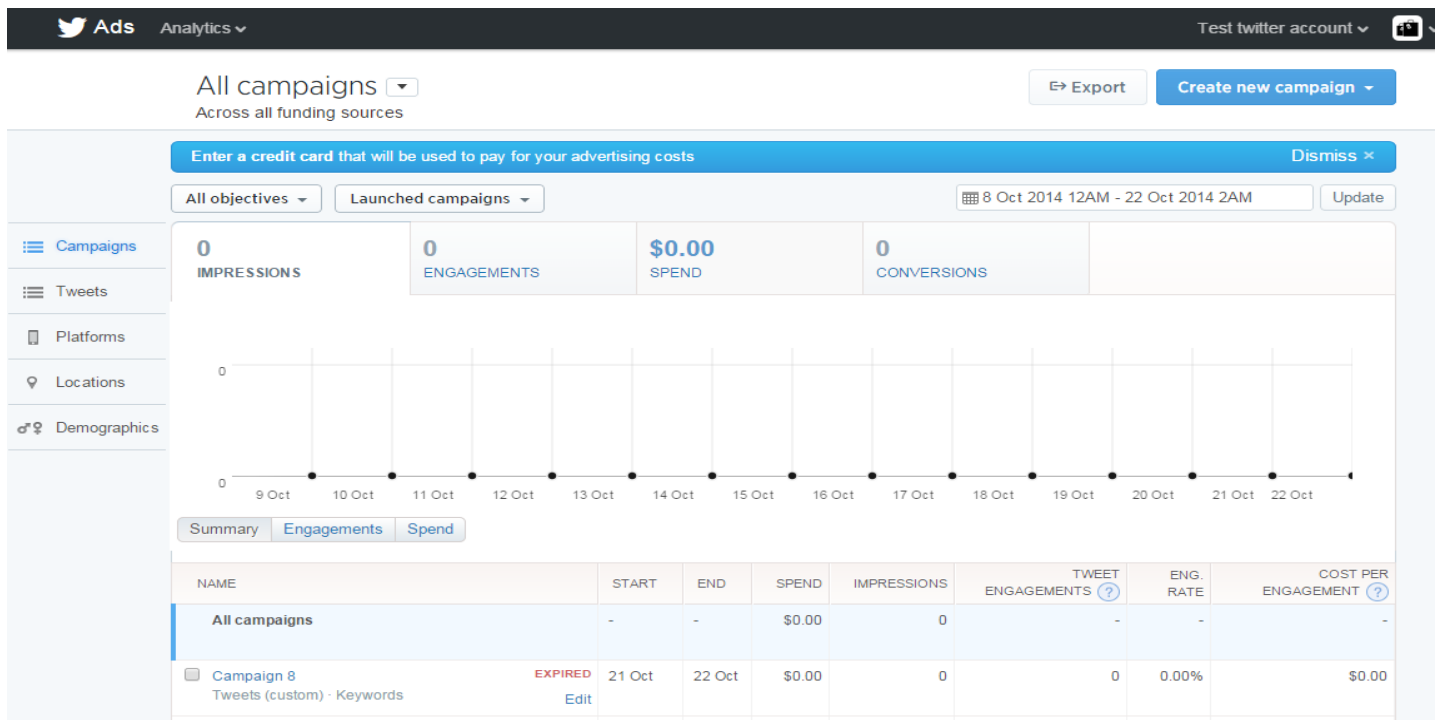 Ads Analytics Test twitter account
All campaigns
Across all funding sources
Export Create new campaign
Enter a credit card that will be used to pay for your advertising costs Dismiss ×
All objectives Launched campaigns 8 Oct 2014 12AM - 22 Oct 2014 2AM Update
Campaigns
Tweets
Platforms
Locations
Demographics
0 0 $0.00 0
IMPRESSIONS ENGAGEMENTS SPEND CONVERSIONS
0
0
9 Oct 10 Oct 11 Oct 12 Oct 13 Oct 14 Oct 15 Oct 16 Oct 17 Oct 18 Oct 19 Oct 20 Oct 21 Oct 22 Oct
Summary Engagements Spend
NAME START END SPEND IMPRESSIONS TWEET ENGAGEMENTS ? ENG. RATE COST PER ENGAGEMENT ?
All campaigns - - $0.00 0 - - -
Campaign 8 EXPIRED 21 Oct 22 Oct $0.00 0 0 0.00% $0.00
Tweets (custom) · Keywords Edit